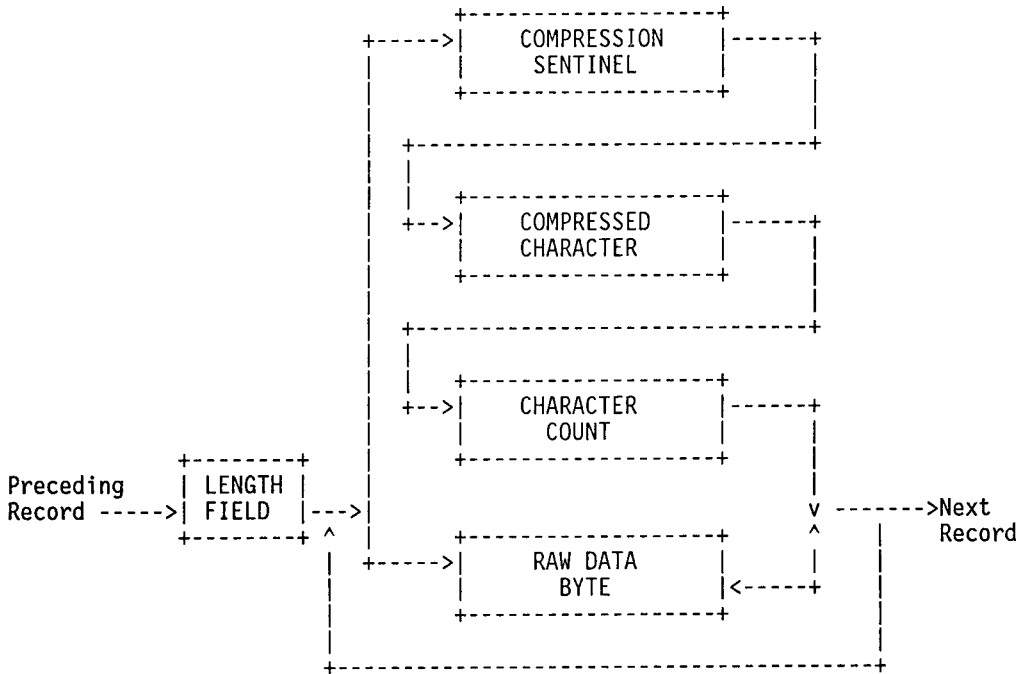 COMPRESSION
SENTINEL
COMPRESSED
CHARACTER
CHARACTER
COUNT
Preceding
Record
LENGTH
FIELD
Next
Record
RAW DATA
BYTE